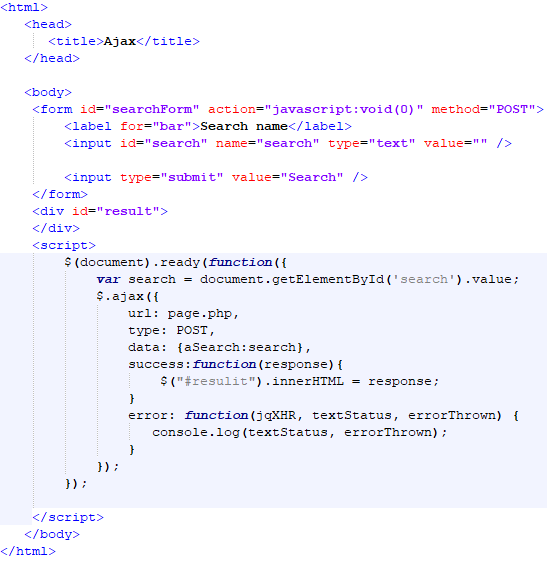 <html>
<head>
<title>Ajax</title>
</head>
<body>
<form id="searchForm" action="javascript:void(0)" method="POST">
<label for="bar">Search name</label>
<input id="search" name="search" type="text" value="" />
<input type="submit" value="Search" />
</form>
<div id="result">
</div>
<script>
$(document).ready(function({
var search = document.getElementById('search').value;
$.ajax({
url: page.php,
type: POST,
data: {aSearch:search},
success:function(response){
$("#resulit").innerHTML = response;
}
error: function(jqXHR, textStatus, errorThrown) {
console.log(textStatus, errorThrown);
}
});
});
</script>
</body>
</html>